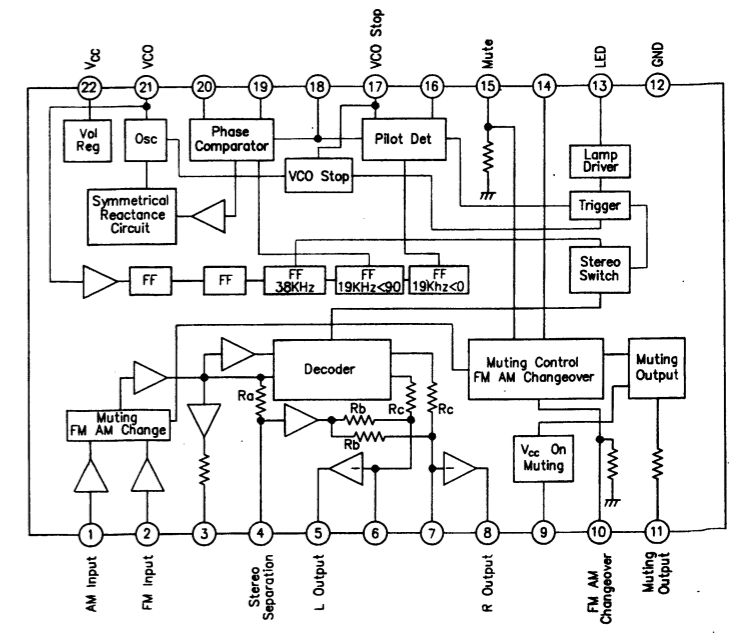 VCC
VCO
VCO Stop
Mute
LED
GND
22
21
20
19
18
17
16
15
14
13
12
Vol
Reg
Osc
Phase
Comparator
Pilot Det
VCO Stop
Lamp
Driver
Trigger
Symmetrical
Reactance
Circuit
Stereo
Switch
FF
FF
FF
38KHz
FF
19KHz<90
FF
19Khz<0
Decoder
Muting Control
FM AM Changeover
Muting
Output
Muting
FM AM Change
Ra
Rb
Rc
Rc
Rb
Vcc On
Muting
1
2
3
4
5
6
7
8
9
10
11
AM Input
FM Input
Stereo
Separation
L Output
R Output
FM AM
Changeover
Muting
Output